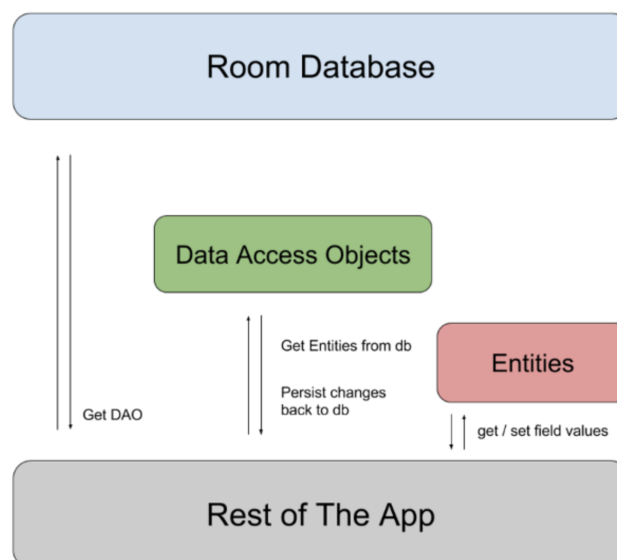 Room Database
Data Access Objects
Get Entities from db
Entities
Persist changes
back to db
Get DAO
get / set field values
Rest of The App